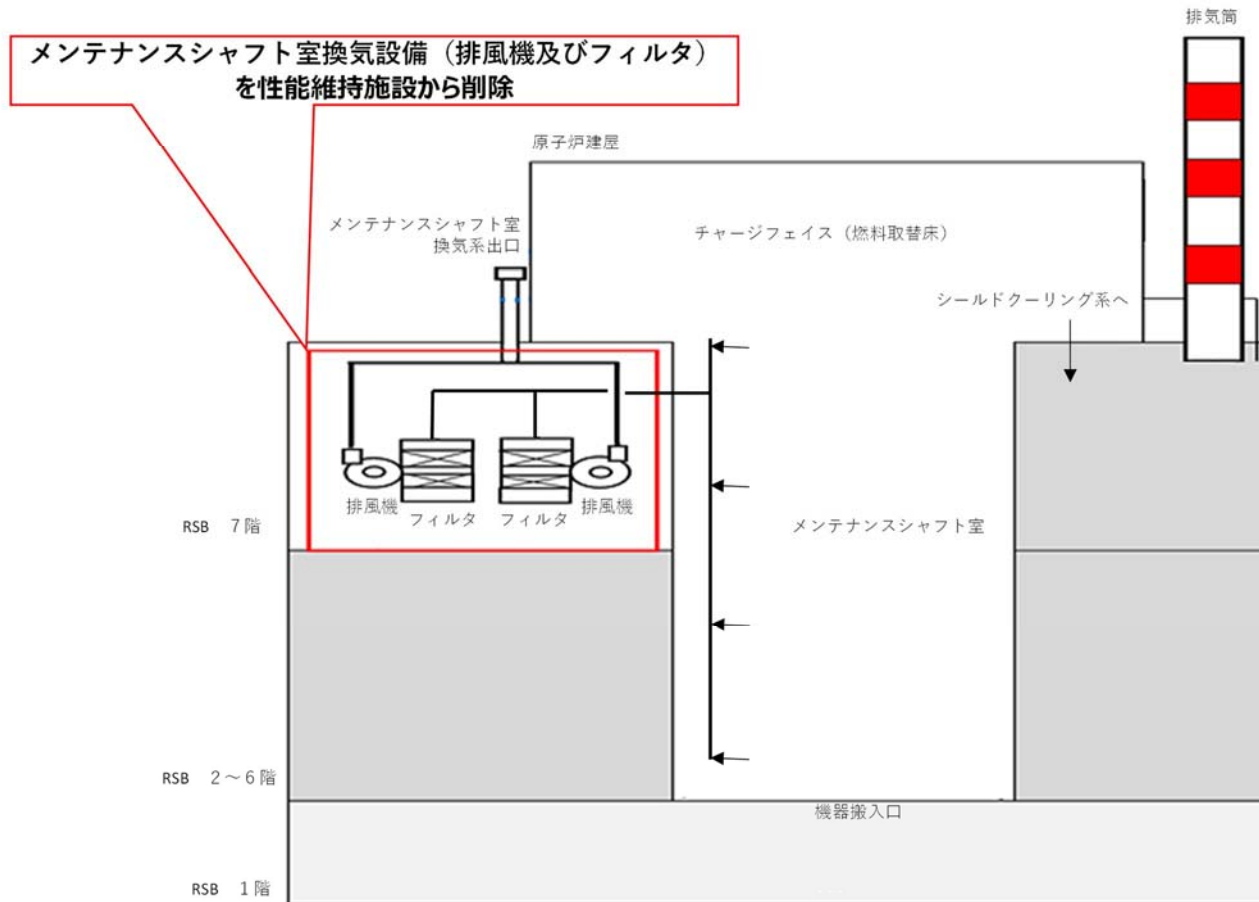 排気筒
メンテナンスシャフト室換気設備（排風機及びフィルタ）
を性能維持施設から削除
原子炉建屋
メンテナンスシャフト室
換気系出口
チャージフェイス（燃料取替床）
シールドクーリング系へ
排風機
フィルタ
フィルタ
排風機
RSB　7階
メンテナンスシャフト室
RSB　2～6階
機器搬入口
RSB　1階